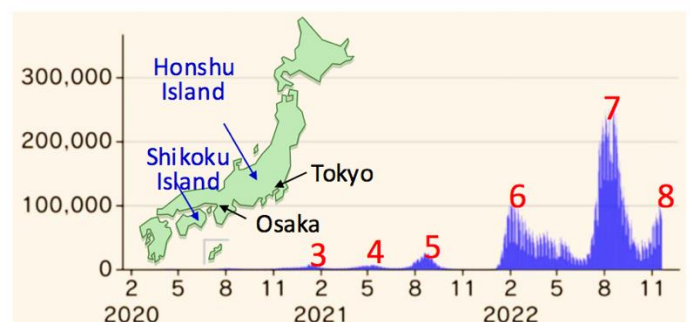 300,000
200,000
100,000
0
Honshu
Island
Shikoku
Island
Tokyo
Osaka
3
4
5
6
7
8
2 5 8 11 2 5 8 11 2 5 8 11
2020 2021 2022